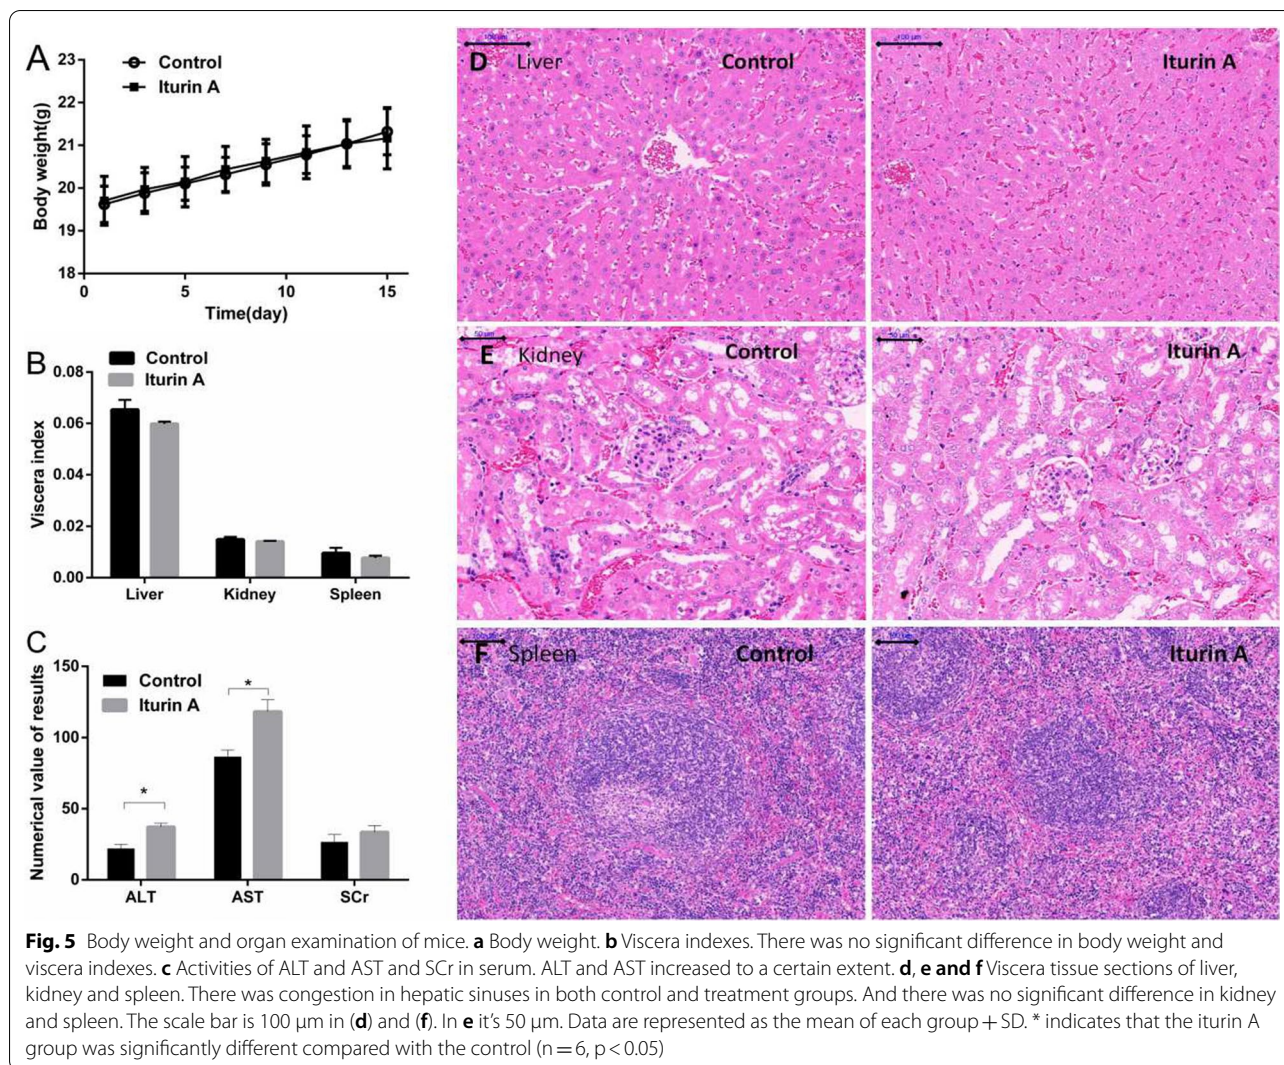 A
Control
Iturin A
23
22
21
20
19
18
Body weight(g)
0
5
10
15
Time(day)
B
Control
Iturin A
0.08
0.06
0.04
0.02
0.00
Viscera index
Liver
Kidney
Spleen
C
Control
Iturin A
150
100
50
0
Numerical value of results
*
*
ALT
AST
SCr
100 µm
D Liver
Control
100 µm
Iturin A
50 µm
E Kidney
Control
Iturin A
F Spleen
Control
Iturin A
Fig. 5 Body weight and organ examination of mice. a Body weight. b Viscera indexes. There was no significant difference in body weight and
viscera indexes. c Activities of ALT and AST and SCr in serum. ALT and AST increased to a certain extent. d, e and f Viscera tissue sections of liver,
kidney and spleen. There was congestion in hepatic sinuses in both control and treatment groups. And there was no significant difference in kidney
and spleen. The scale bar is 100 µm in (d) and (f). In e it’s 50 µm. Data are represented as the mean of each group + SD. * indicates that the iturin A
group was significantly different compared with the control (n = 6, p < 0.05)